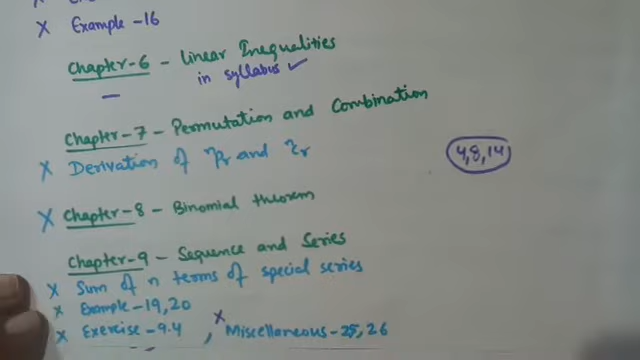 X Example -16
Chapter-6 - Linear Inequalities
in syllabus ✓
Chapter-7 - Permutation and Combination
X Derivation of ⁿPr and ⁿCr
4,8,14
X Chapter-8 - Binomial theorem
Chapter-9 - Sequence and Series
X Sum of n terms of special series
X Example -19,20
X Exercise -9.4, X Miscellaneous -25,26